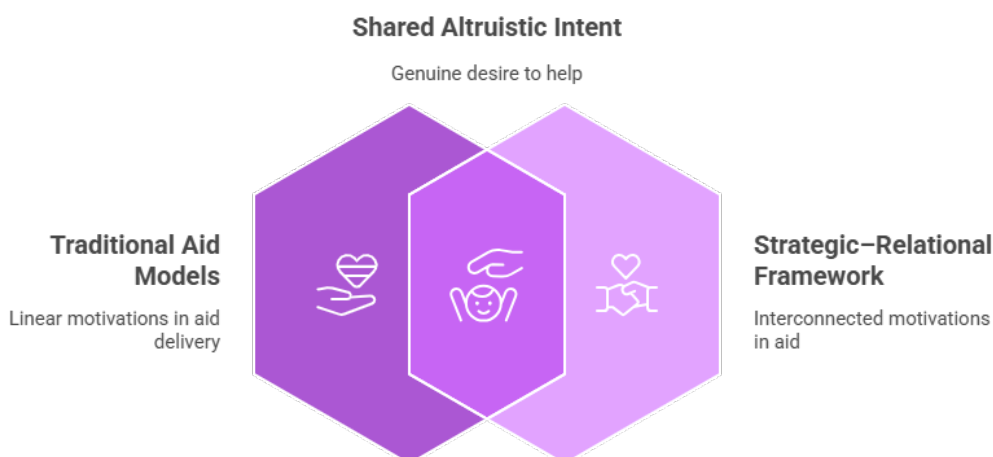 Shared Altruistic Intent
Genuine desire to help
Traditional Aid
Models
Linear motivations in aid
delivery
Strategic–Relational
Framework
Interconnected motivations
in aid